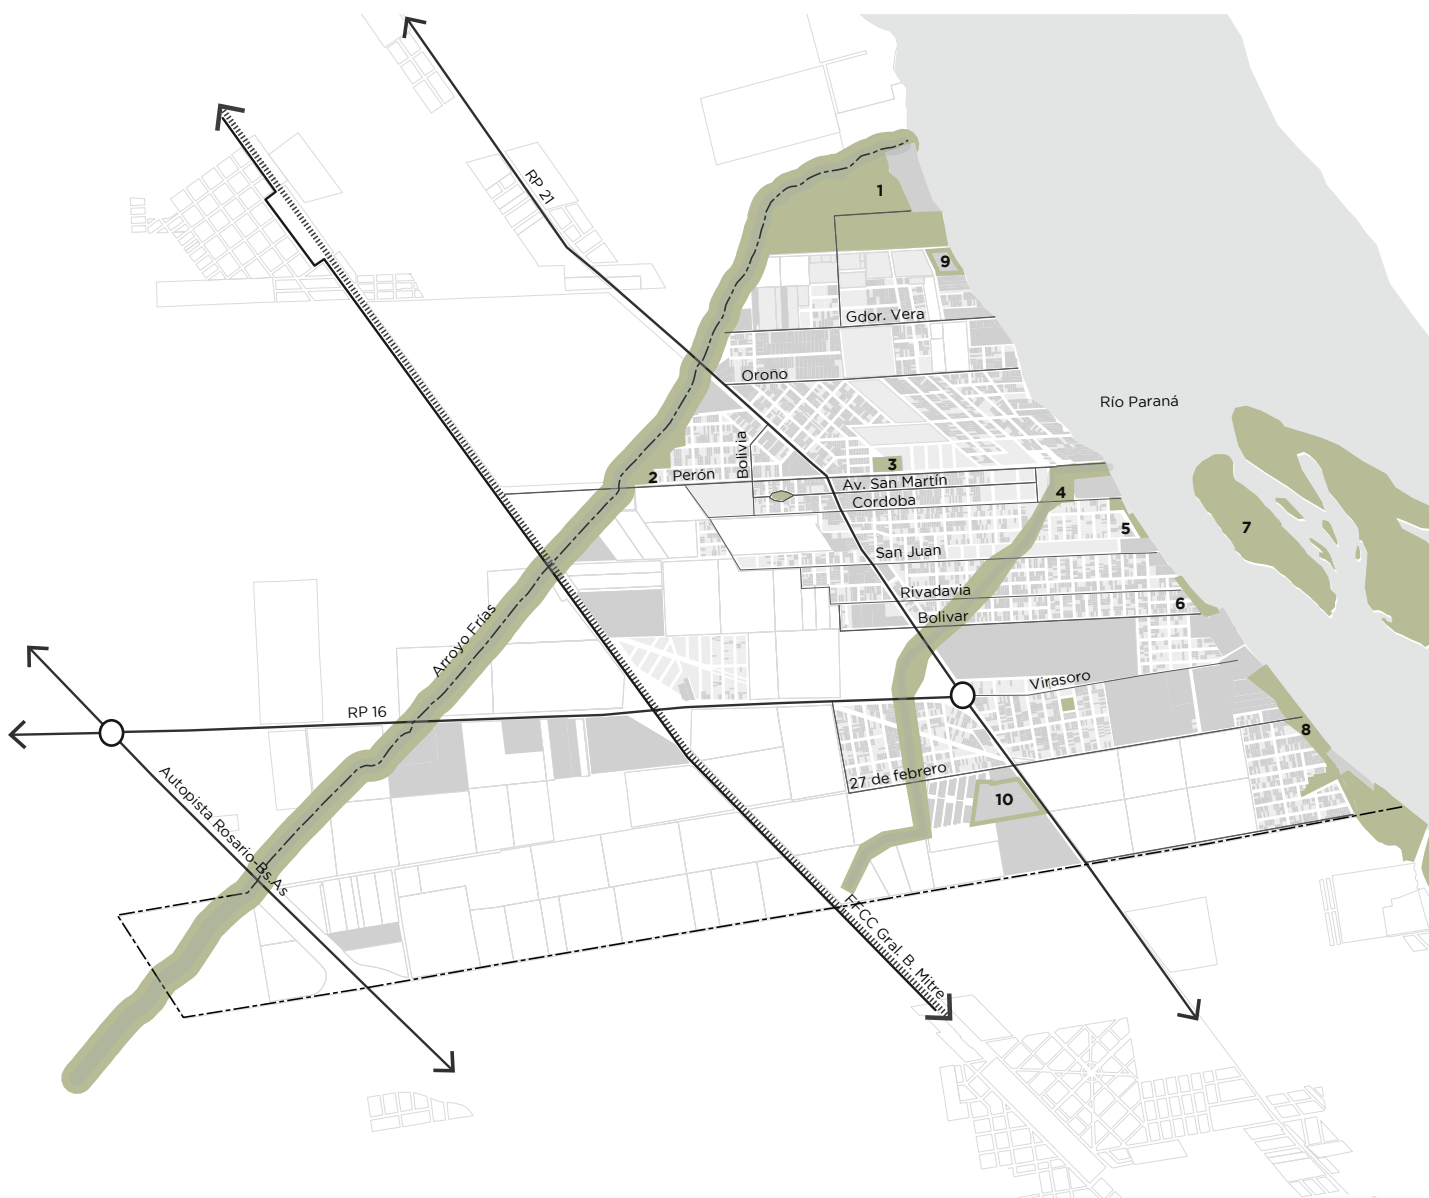 RP 21
1
9
Gdor. Vera
Oroño
Río Paraná
Bolivia
3
2
Perón
Av. San Martín
Cordoba
4
5
7
San Juan
Rivadavia
6
Bolivar
Arroyo Frías
Virasoro
RP 16
8
27 de febrero
10
Autopista Rosario-Bs.As
FFCC Gral. B. Mitre